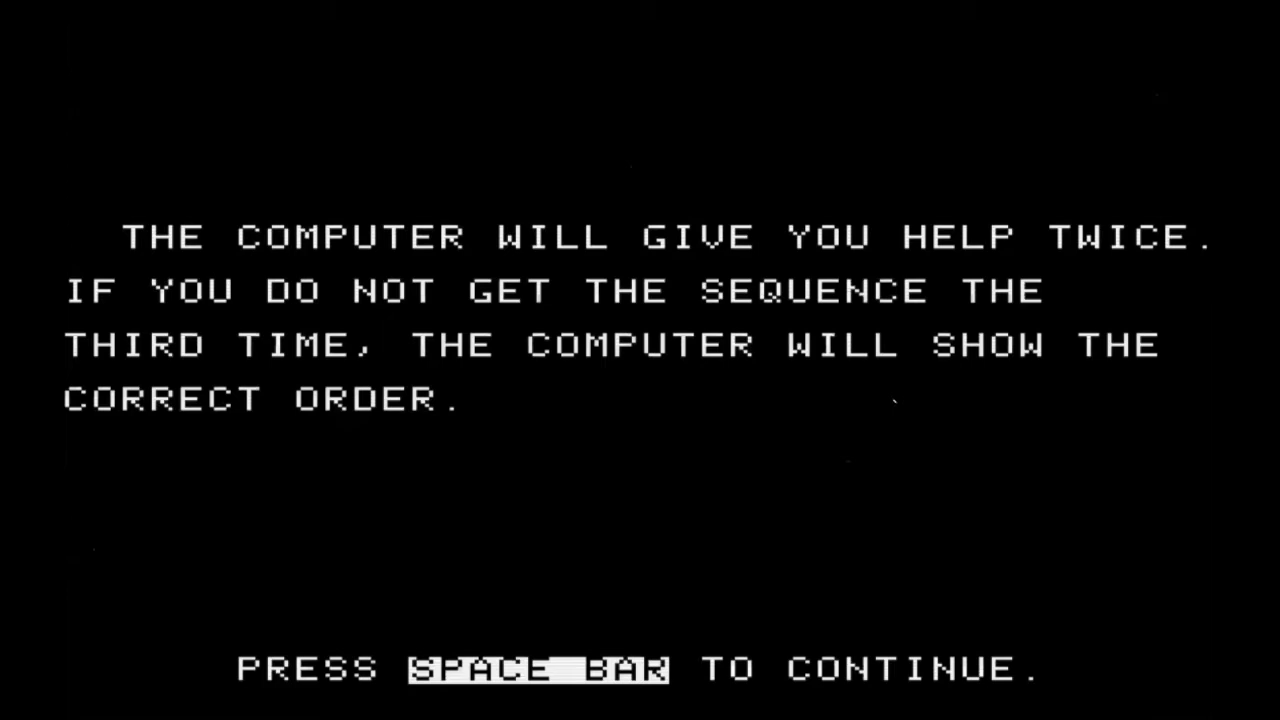 THE COMPUTER WILL GIVE YOU HELP TWICE.
IF YOU DO NOT GET THE SEQUENCE THE
THIRD TIME, THE COMPUTER WILL SHOW THE
CORRECT ORDER.
PRESS SPACE BAR TO CONTINUE.